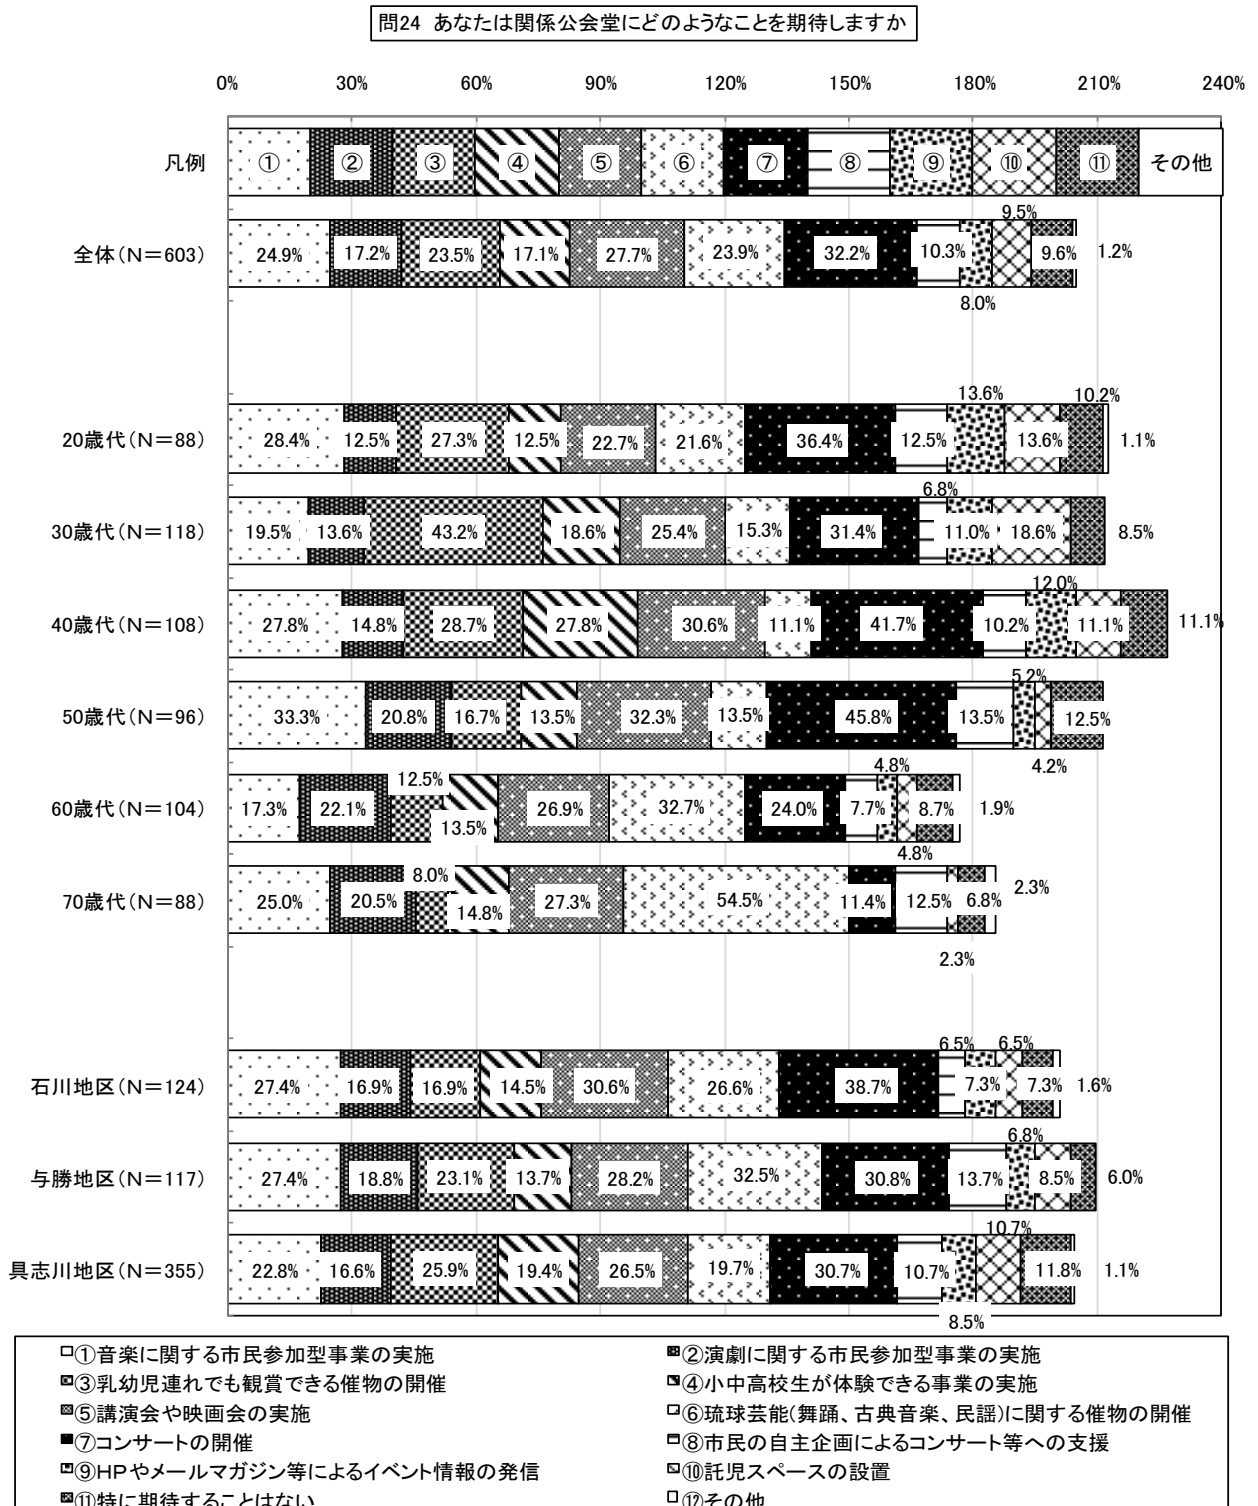 問24 あなたは関係公会堂にどのようなことを期待しますか
0% 30% 60% 90% 120% 150% 180% 210% 240%
凡例 ① ② ③ ④ ⑤ ⑥ ⑦ ⑧ ⑨ ⑩ ⑪ その他
9.5%
全体(N=603) 24.9% 17.2% 23.5% 17.1% 27.7% 23.9% 32.2% 10.3% 9.6% 1.2%
8.0%
13.6% 10.2%
20歳代(N=88) 28.4% 12.5% 27.3% 12.5% 22.7% 21.6% 36.4% 12.5% 13.6% 1.1%
6.8%
30歳代(N=118) 19.5% 13.6% 43.2% 18.6% 25.4% 15.3% 31.4% 11.0% 18.6% 8.5%
12.0%
40歳代(N=108) 27.8% 14.8% 28.7% 27.8% 30.6% 11.1% 41.7% 10.2% 11.1% 11.1%
5.2%
50歳代(N=96) 33.3% 20.8% 16.7% 13.5% 32.3% 13.5% 45.8% 13.5% 12.5%
4.2%
12.5% 4.8%
60歳代(N=104) 17.3% 22.1% 13.5% 26.9% 32.7% 24.0% 7.7% 8.7% 1.9%
4.8%
8.0%
70歳代(N=88) 25.0% 20.5% 14.8% 27.3% 54.5% 11.4% 12.5% 6.8% 2.3%
2.3%
6.5% 6.5%
石川地区(N=124) 27.4% 16.9% 16.9% 14.5% 30.6% 26.6% 38.7% 7.3% 7.3% 1.6%
6.8%
与勝地区(N=117) 27.4% 18.8% 23.1% 13.7% 28.2% 32.5% 30.8% 13.7% 8.5% 6.0%
10.7%
具志川地区(N=355) 22.8% 16.6% 25.9% 19.4% 26.5% 19.7% 30.7% 10.7% 11.8% 1.1%
8.5%
①音楽に関する市民参加型事業の実施 ②演劇に関する市民参加型事業の実施
③乳幼児連れでも観賞できる催物の開催 ④小中高校生が体験できる事業の実施
⑤講演会や映画会の実施 ⑥琉球芸能(舞踊、古典音楽、民謡)に関する催物の開催
⑦コンサートの開催 ⑧市民の自主企画によるコンサート等への支援
⑨HPやメールマガジン等によるイベント情報の発信 ⑩託児スペースの設置
⑪特に期待することはない ⑫その他